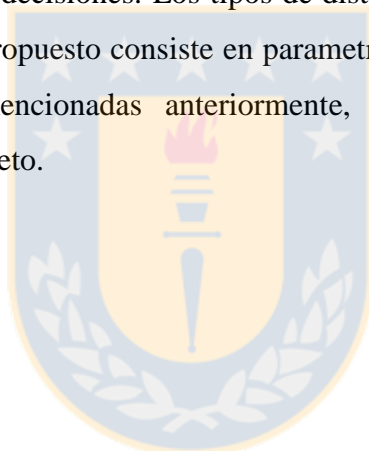 decisiones. Los tipos de dist
ropuesto consiste en parametr
encionadas anteriormente,
eto.